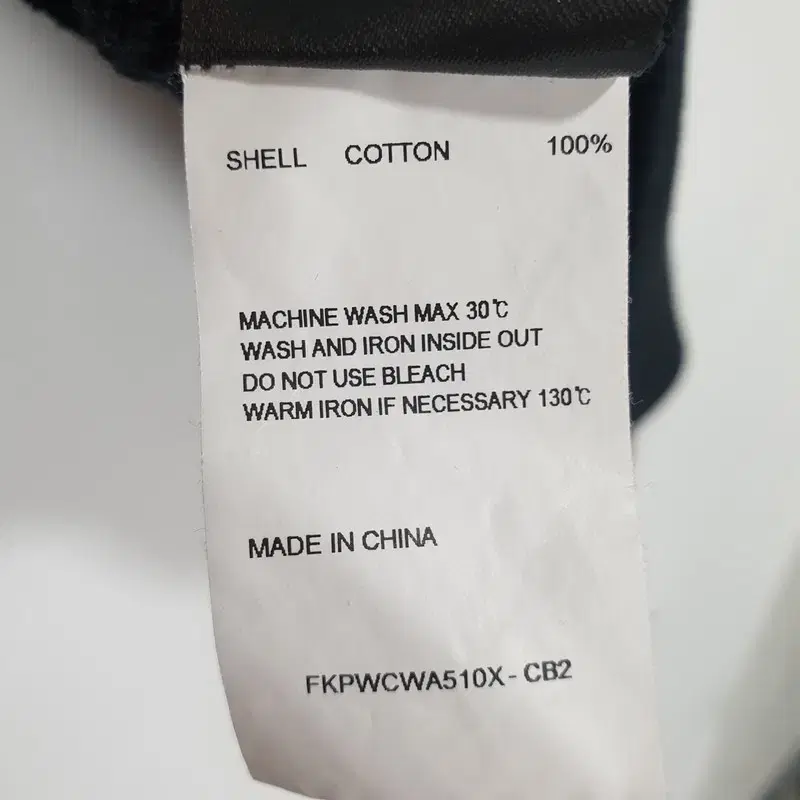 SHELL COTTON 100%
MACHINE WASH MAX 30℃
WASH AND IRON INSIDE OUT
DO NOT USE BLEACH
WARM IRON IF NECESSARY 130℃
MADE IN CHINA
FKPWCWA510X-CB2